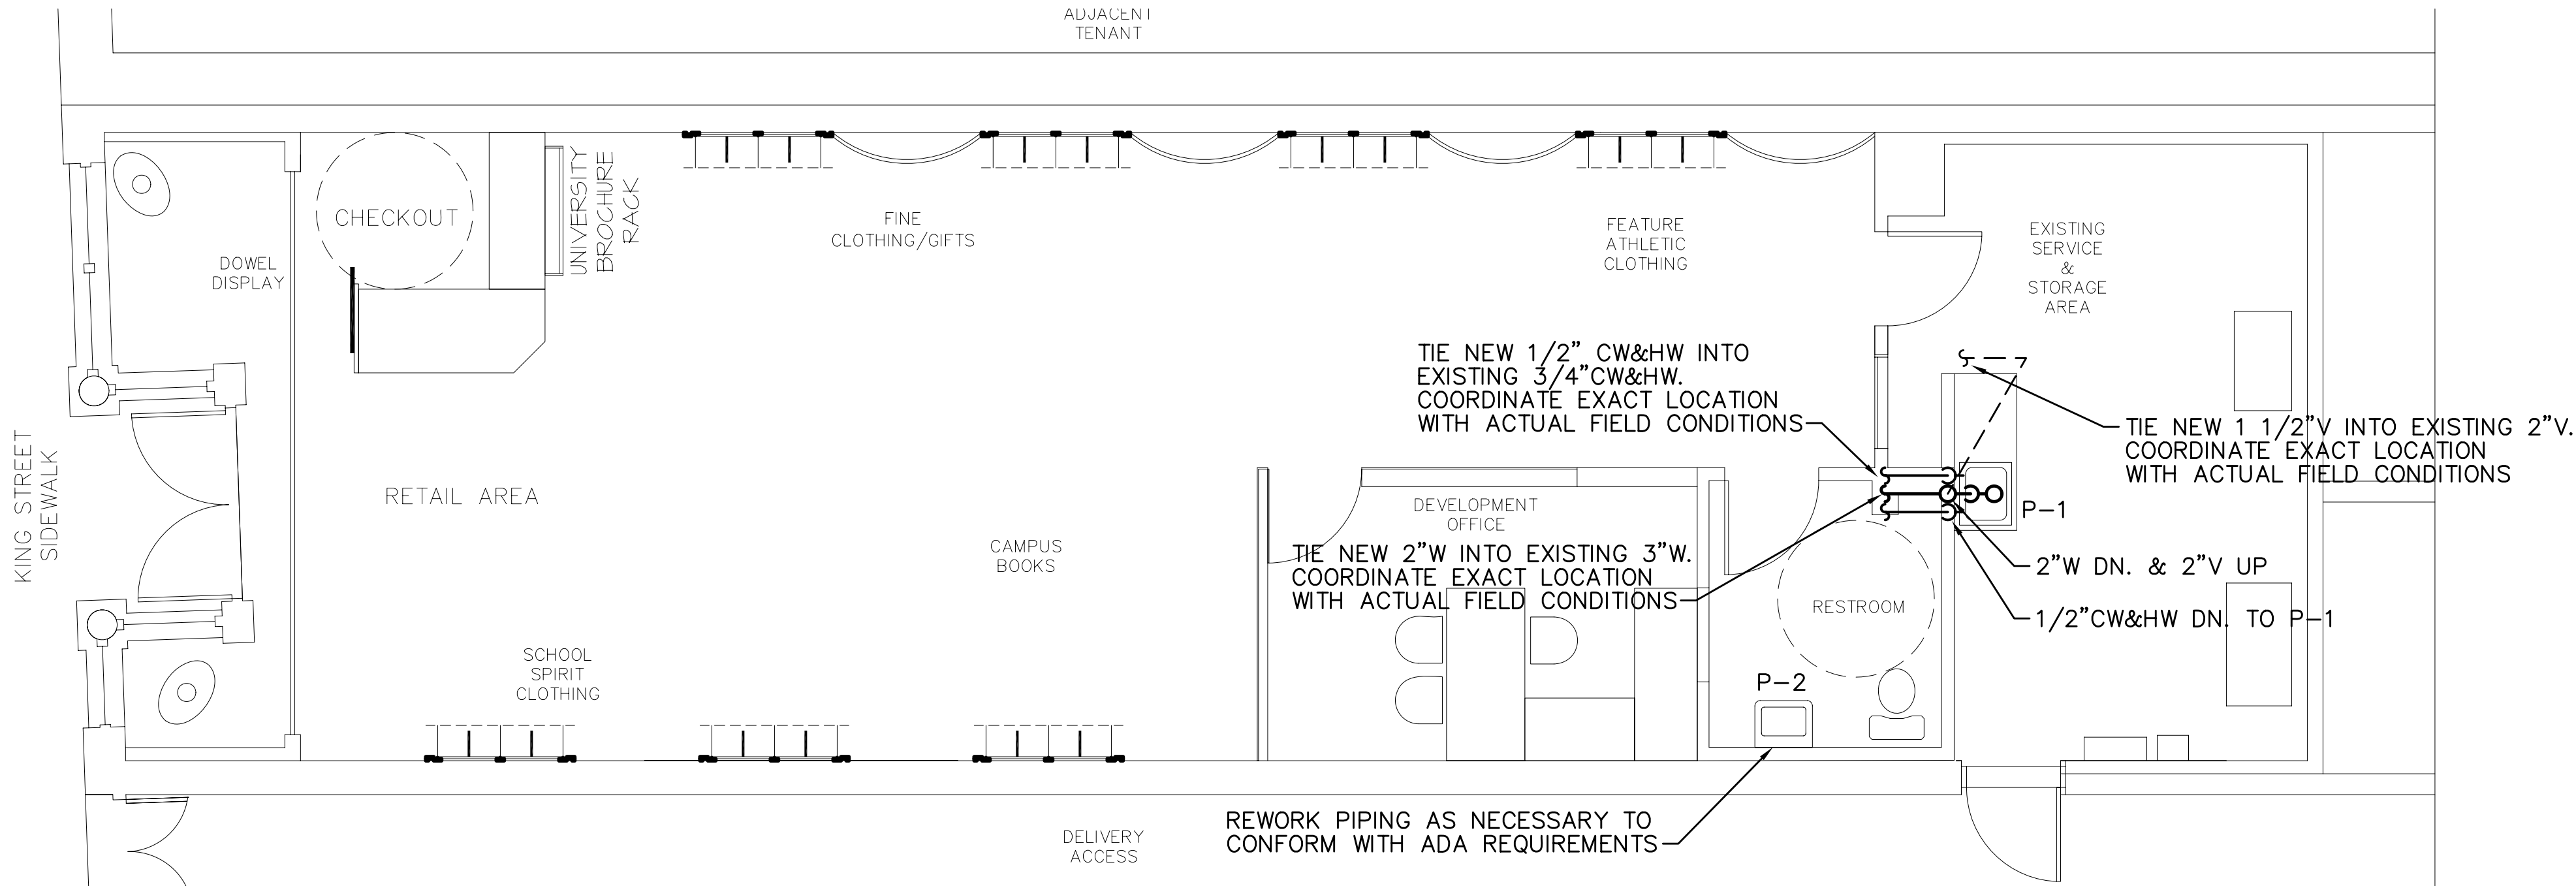 ADJACENT
TENANT
CHECKOUT
UNIVERSITY
BROCHURE
RACK
DOWEL
DISPLAY
FINE
CLOTHING/GIFTS
FEATURE
ATHLETIC
CLOTHING
EXISTING
SERVICE
&
STORAGE
AREA
TIE NEW 1/2" CW&HW INTO
EXISTING 3/4"CW&HW.
COORDINATE EXACT LOCATION
WITH ACTUAL FIELD CONDITIONS
TIE NEW 1 1/2"V INTO EXISTING 2"V.
COORDINATE EXACT LOCATION
WITH ACTUAL FIELD CONDITIONS
KING STREET
SIDEWALK
RETAIL AREA
DEVELOPMENT
OFFICE
P-1
CAMPUS
BOOKS
TIE NEW 2"W INTO EXISTING 3"W.
COORDINATE EXACT LOCATION
WITH ACTUAL FIELD CONDITIONS
2"W DN. & 2"V UP
RESTROOM
1/2"CW&HW DN. TO P-1
SCHOOL
SPIRIT
CLOTHING
P-2
REWORK PIPING AS NECESSARY TO
CONFORM WITH ADA REQUIREMENTS
DELIVERY
ACCESS